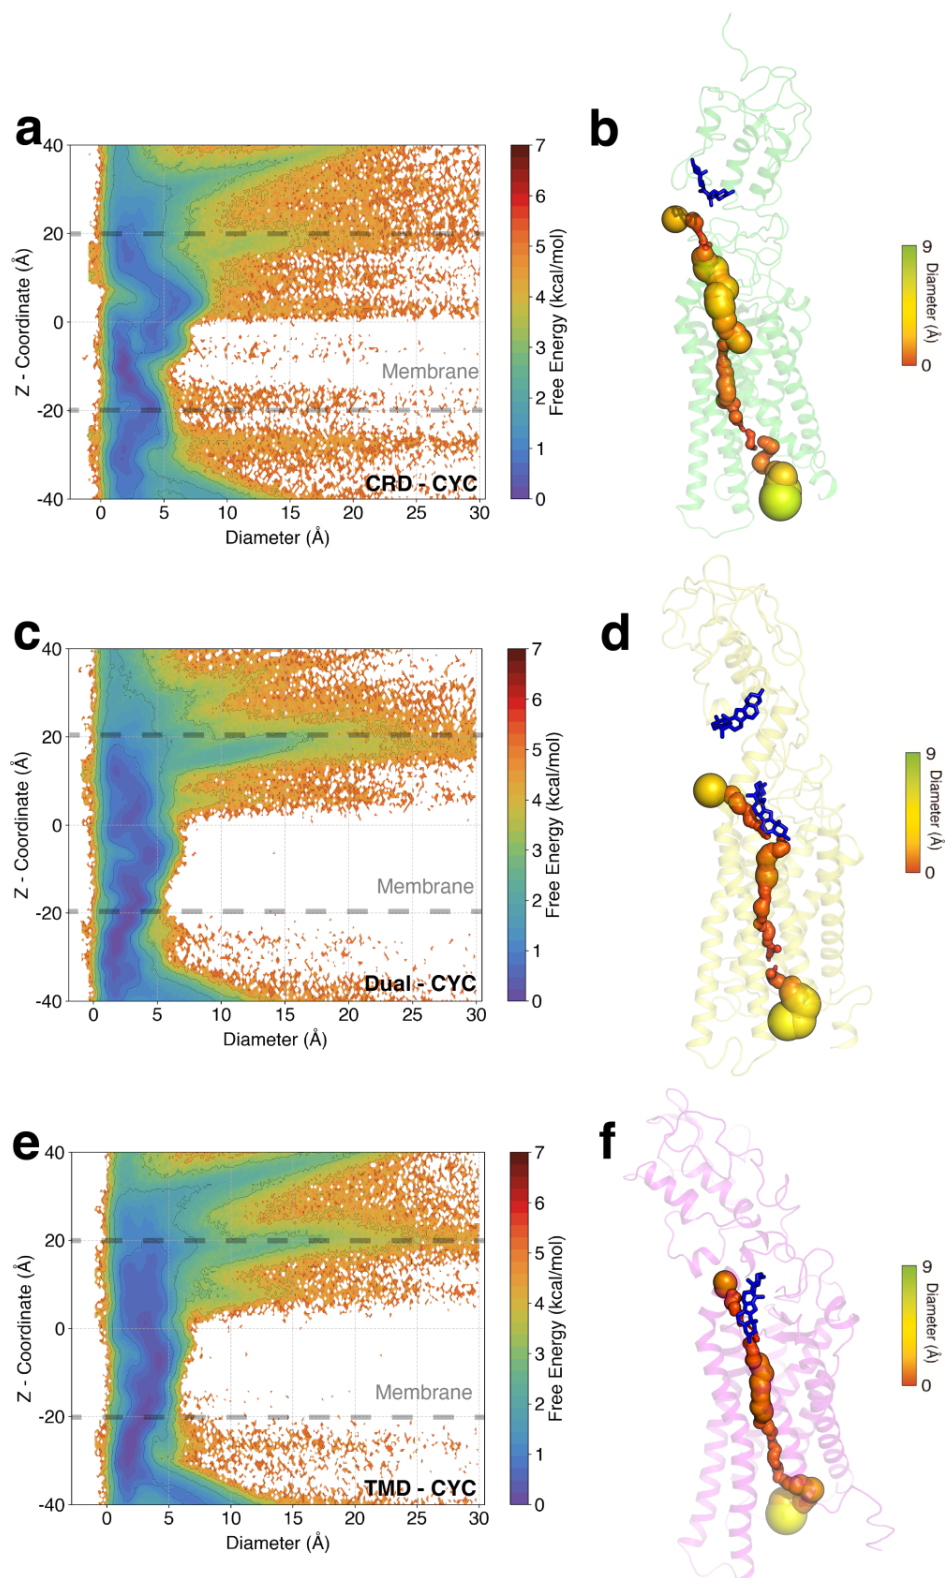 a
40
20
0
-20
-40
Z - Coordinate (Å)
Membrane
CRD - CYC
0 5 10 15 20 25 30
Diameter (Å)
7
6
5
4
3
2
1
0
Free Energy (kcal/mol)
b
9
0
Diameter (Å)
c
40
20
0
-20
-40
Z - Coordinate (Å)
Membrane
Dual - CYC
0 5 10 15 20 25 30
Diameter (Å)
7
6
5
4
3
2
1
0
Free Energy (kcal/mol)
d
9
0
Diameter (Å)
e
40
20
0
-20
-40
Z - Coordinate (Å)
Membrane
TMD - CYC
0 5 10 15 20 25 30
Diameter (Å)
7
6
5
4
3
2
1
0
Free Energy (kcal/mol)
f
9
0
Diameter (Å)